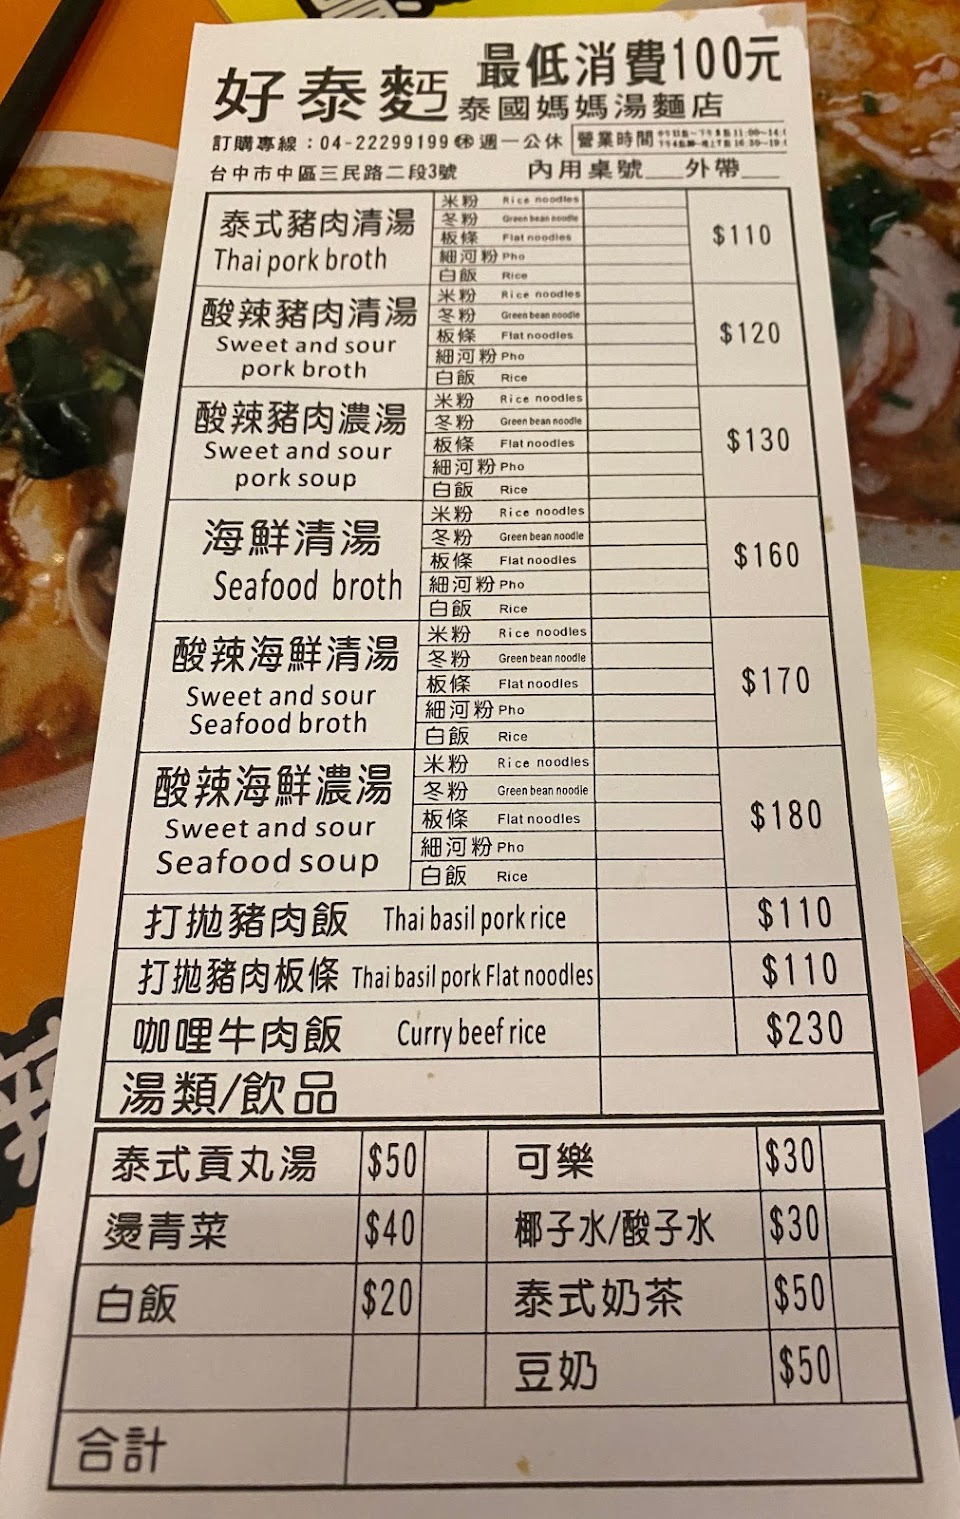 最低消費100元
好泰麵 泰國媽媽湯麵店
訂購專線：04-22299199 休 週一公休 營業時間
台中市中區三民路二段3號 內用桌號___外帶___
泰式豬肉清湯 Thai pork broth $110
米粉 Rice noodles
冬粉 Green bean noodle
板條 Flat noodles
細河粉 Pho
白飯 Rice
酸辣豬肉清湯 Sweet and sour pork broth $120
米粉 Rice noodles
冬粉 Green bean noodle
板條 Flat noodles
細河粉 Pho
白飯 Rice
酸辣豬肉濃湯 Sweet and sour pork soup $130
米粉 Rice noodles
冬粉 Green bean noodle
板條 Flat noodles
細河粉 Pho
白飯 Rice
海鮮清湯 Seafood broth $160
米粉 Rice noodles
冬粉 Green bean noodle
板條 Flat noodles
細河粉 Pho
白飯 Rice
酸辣海鮮清湯 Sweet and sour Seafood broth $170
米粉 Rice noodles
冬粉 Green bean noodle
板條 Flat noodles
細河粉 Pho
白飯 Rice
酸辣海鮮濃湯 Sweet and sour Seafood soup $180
米粉 Rice noodles
冬粉 Green bean noodle
板條 Flat noodles
細河粉 Pho
白飯 Rice
打拋豬肉飯 Thai basil pork rice $110
打拋豬肉板條 Thai basil pork Flat noodles $110
咖哩牛肉飯 Curry beef rice $230
湯類/飲品
泰式貢丸湯 $50 可樂 $30
燙青菜 $40 椰子水/酸子水 $30
白飯 $20 泰式奶茶 $50
豆奶 $50
合計